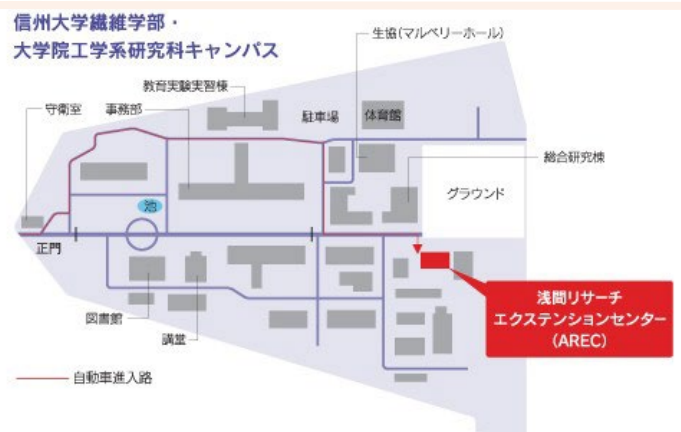 信州大学繊維学部・
大学院工学系研究科キャンパス
生協(マルベリーホール)
教育実験実習棟
守衛室
事務部
駐車場
体育館
総合研究棟
グラウンド
池
正門
図書館
講堂
浅間リサーチ
エクステンションセンター
(AREC)
自動車進入路